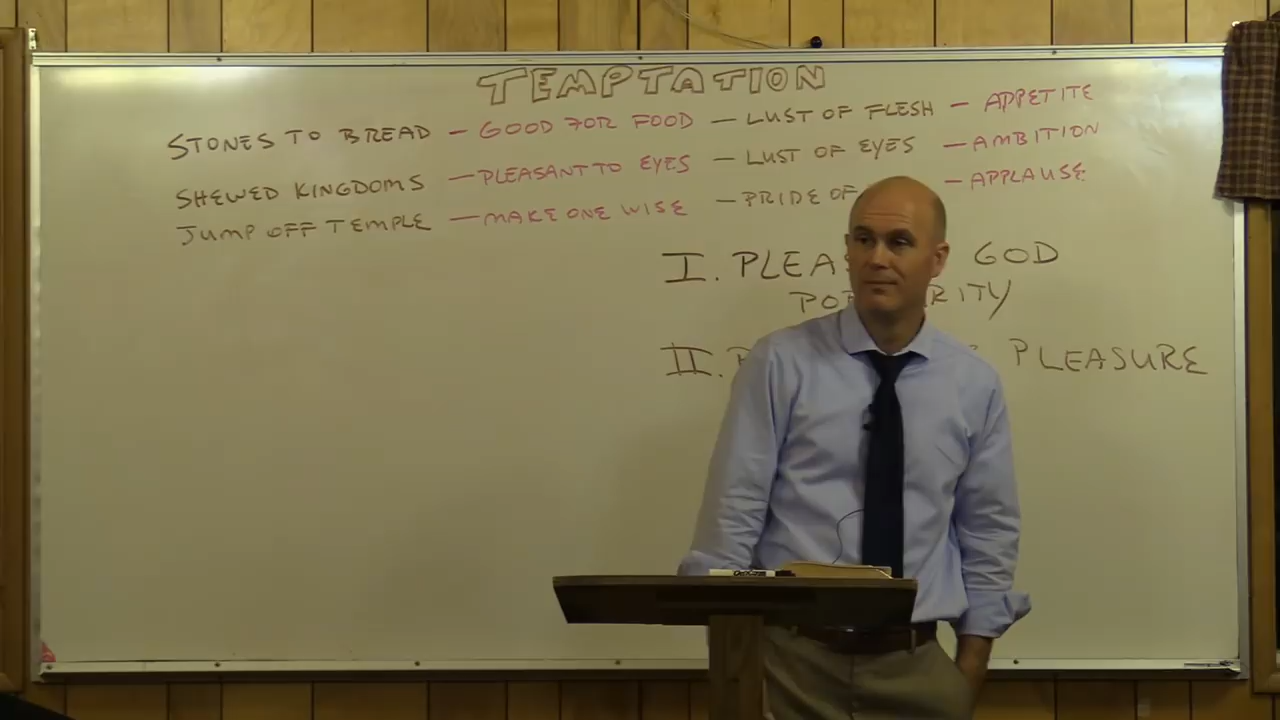 TEMPTATION
STONES TO BREAD - GOOD FOR FOOD - LUST OF FLESH - APPETITE
SHEWED KINGDOMS - PLEASANT TO EYES - LUST OF EYES - AMBITION
JUMP OFF TEMPLE - MAKE ONE WISE - PRIDE OF - APPLAUSE
I. PLEAS GOD
POP RITY
II. PLEASURE